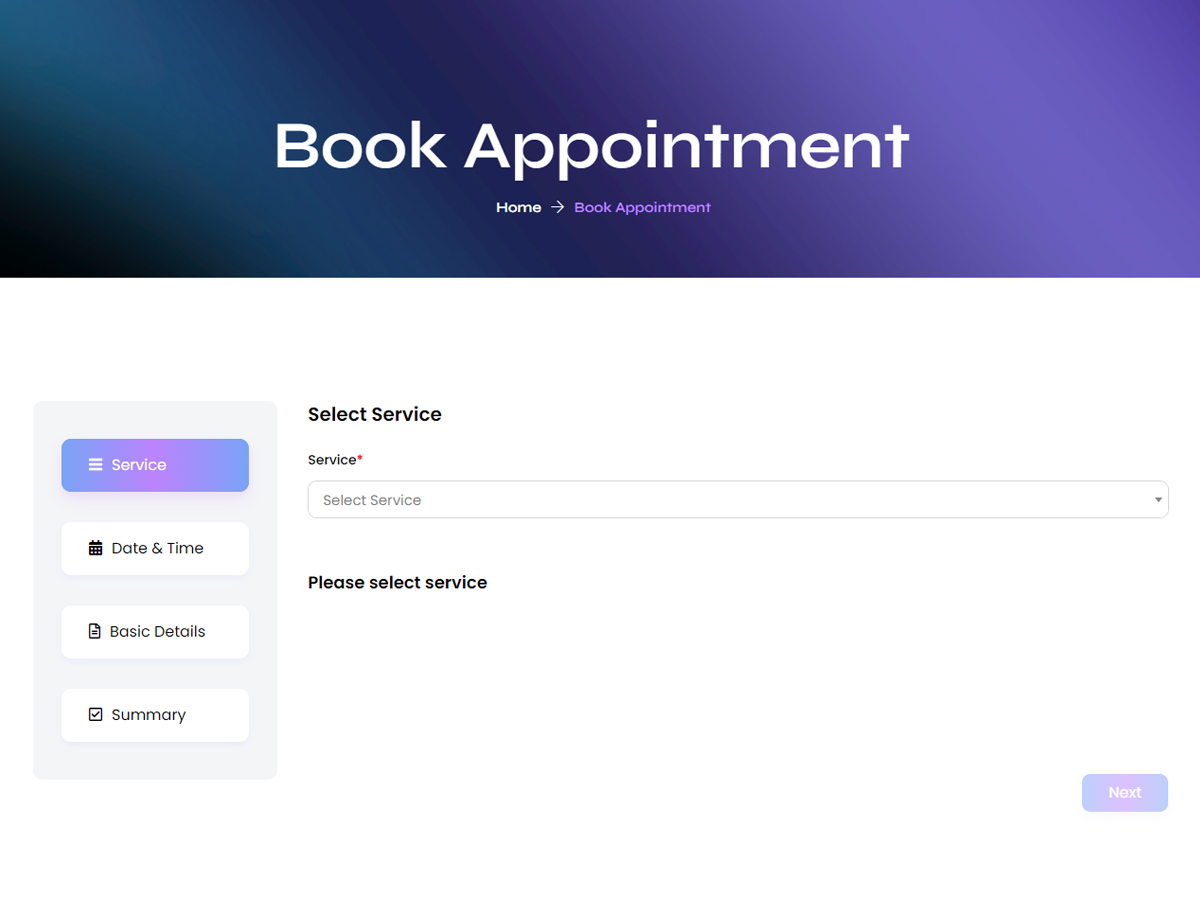 Book Appointment
Home → Book Appointment
Service
Date & Time
Basic Details
Summary
Select Service
Service*
Select Service
Please select service
Next